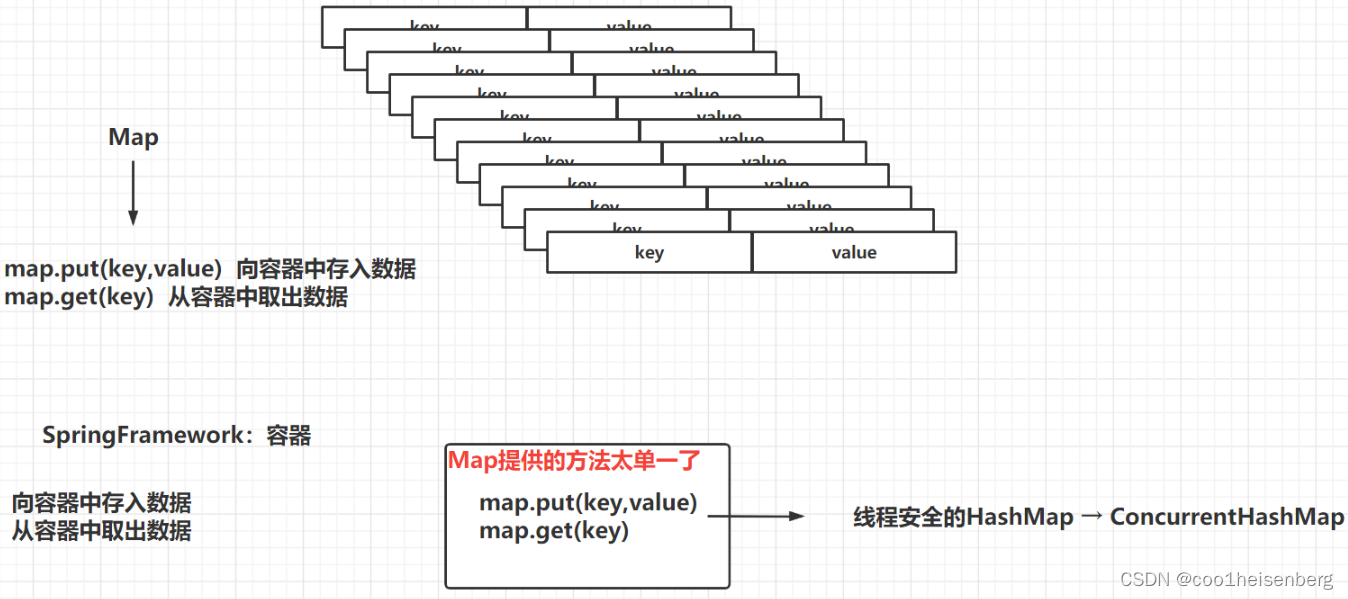 key value
key value
key value
key value
key value
key value
key value
key value
key value
key value
key value
Map
map.put(key,value) 向容器中存入数据
map.get(key) 从容器中取出数据
SpringFramework：容器
向容器中存入数据
从容器中取出数据
Map提供的方法太单一了
map.put(key,value)
map.get(key)
线程安全的HashMap → ConcurrentHashMap
CSDN @coo1heisenberg